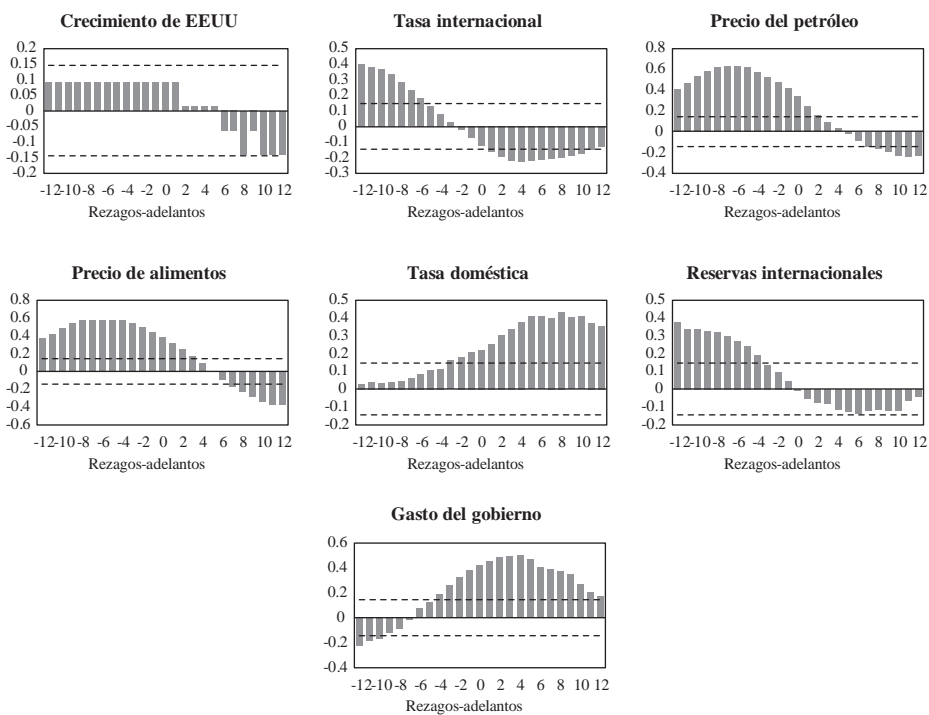 Crecimiento de EEUU
0.2
0.15
0.1
0.05
0
-0.05
-0.1
-0.15
-0.2
-12-10-8 -6 -4 -2 0 2 4 6 8 10 12
Rezagos-adelantos
Tasa internacional
0.5
0.4
0.3
0.2
0.1
0
-0.1
-0.2
-0.3
-12-10-8 -6 -4 -2 0 2 4 6 8 10 12
Rezagos-adelantos
Precio del petróleo
0.8
0.6
0.4
0.2
0
-0.2
-0.4
-12-10-8 -6 -4 -2 0 2 4 6 8 10 12
Rezagos-adelantos
Precio de alimentos
0.8
0.6
0.4
0.2
0
-0.2
-0.4
-0.6
-12-10-8 -6 -4 -2 0 2 4 6 8 10 12
Rezagos-adelantos
Tasa doméstica
0.5
0.4
0.3
0.2
0.1
0
-0.1
-0.2
-12-10-8 -6 -4 -2 0 2 4 6 8 10 12
Rezagos-adelantos
Reservas internacionales
0.5
0.4
0.3
0.2
0.1
0
-0.1
-0.2
-12-10-8 -6 -4 -2 0 2 4 6 8 10 12
Rezagos-adelantos
Gasto del gobierno
0.6
0.4
0.2
0
-0.2
-0.4
-12-10-8 -6 -4 -2 0 2 4 6 8 10 12
Rezagos-adelantos